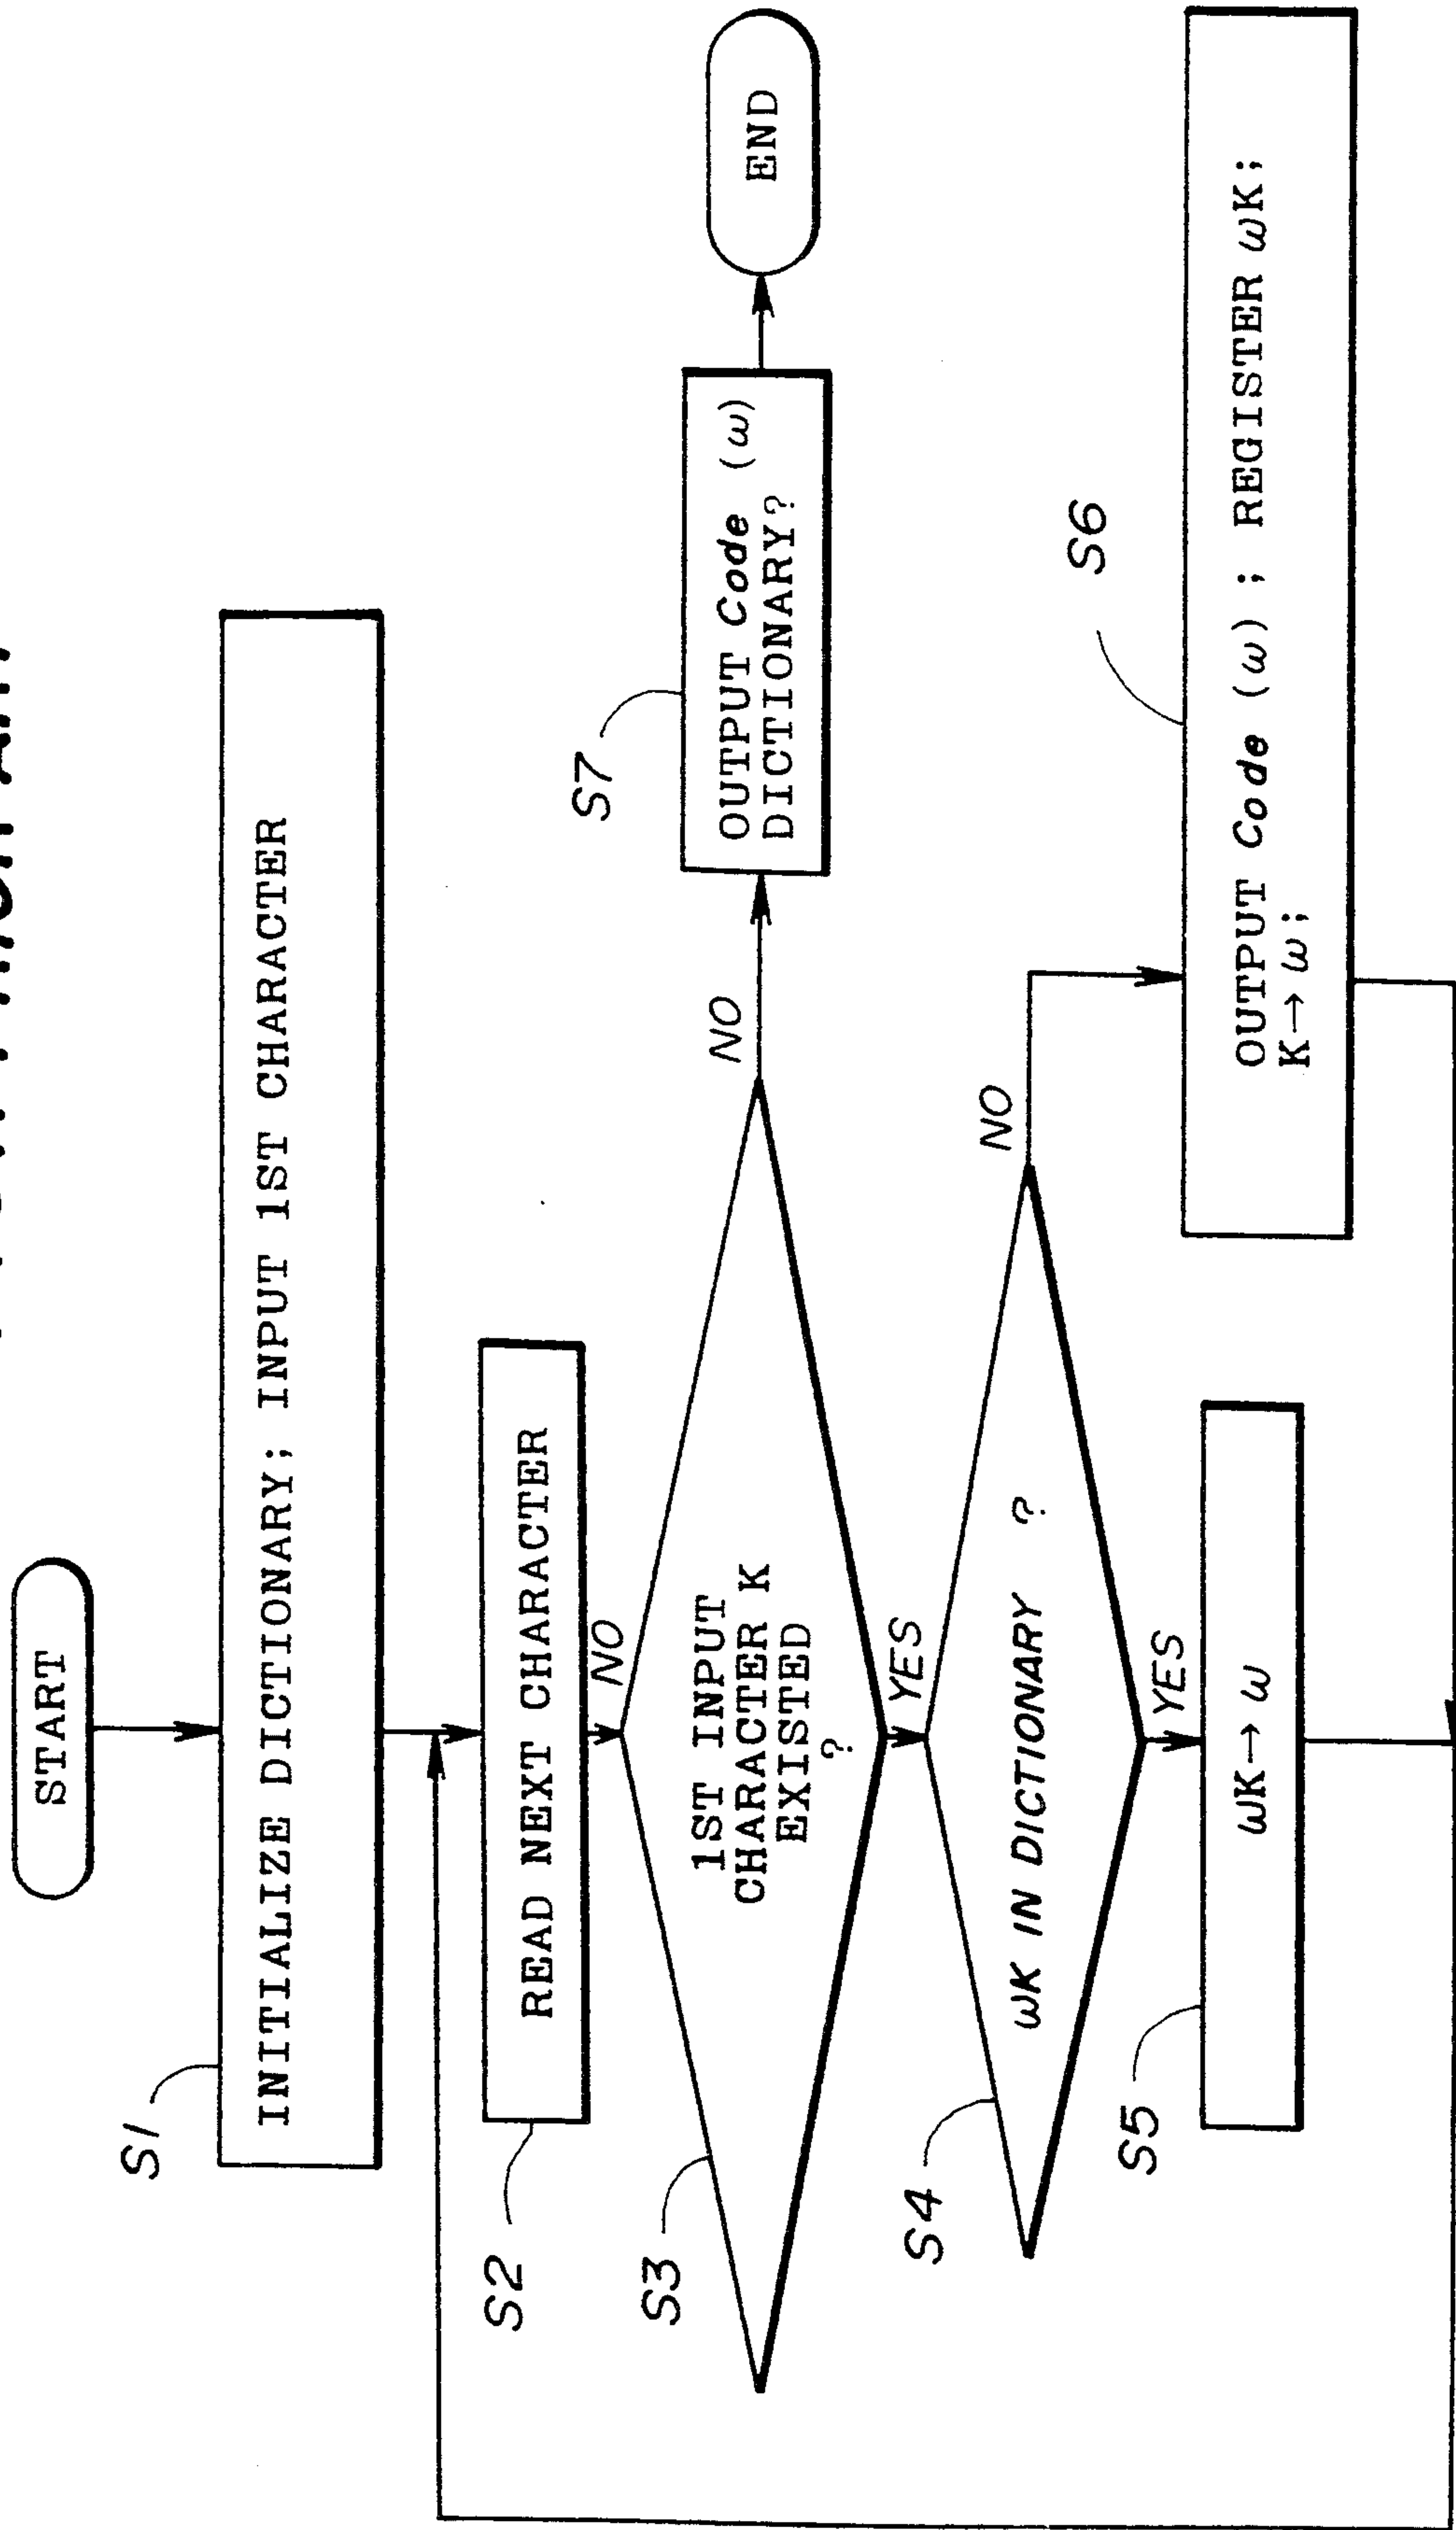 START
S1
INITIALIZE DICTIONARY; INPUT 1ST CHARACTER
S2
READ NEXT CHARACTER
NO
S3
1ST INPUT
CHARACTER K
EXISTED
?
NO
S7
OUTPUT Code (ω)
DICTIONARY?
END
YES
S4
ωK IN DICTIONARY ?
NO
YES
S5
ωK→ω
S6
OUTPUT Code (ω) ; REGISTER ωK;
K→ω;